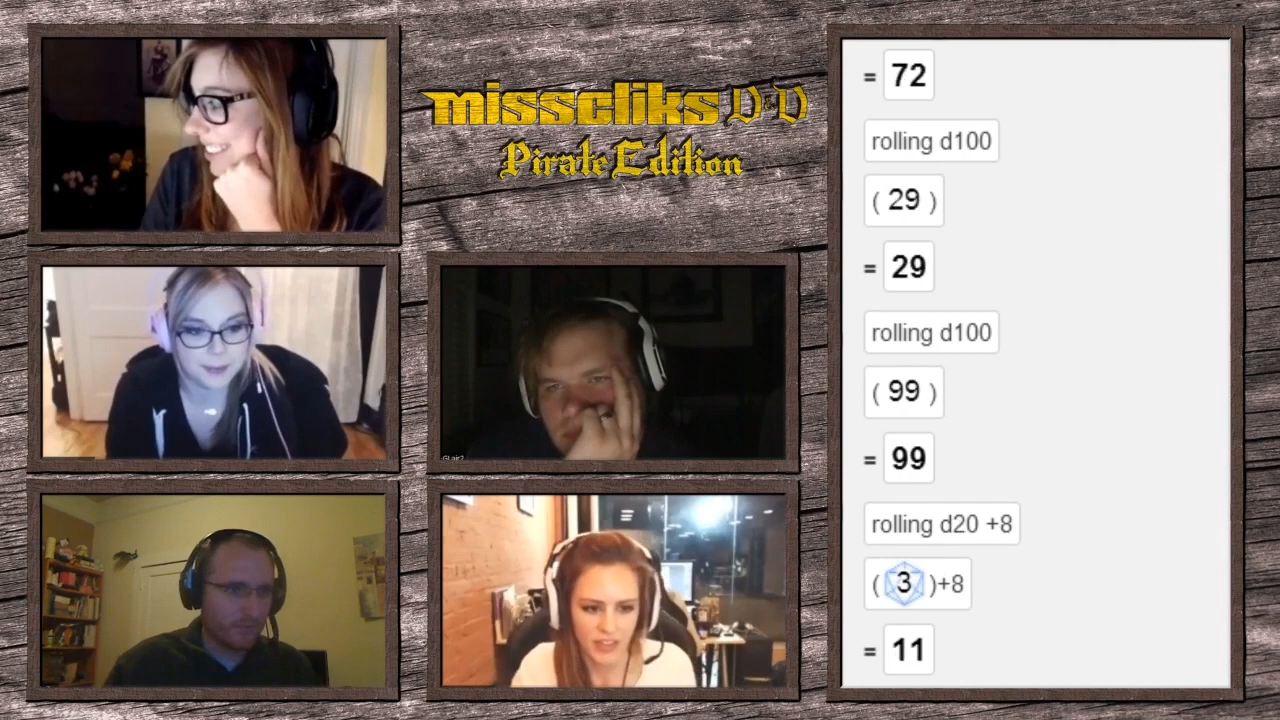 misscliks D&D
Pirate Edition
= 72
rolling d100
( 29 )
= 29
rolling d100
( 99 )
= 99
rolling d20 +8
( 3 )+8
= 11